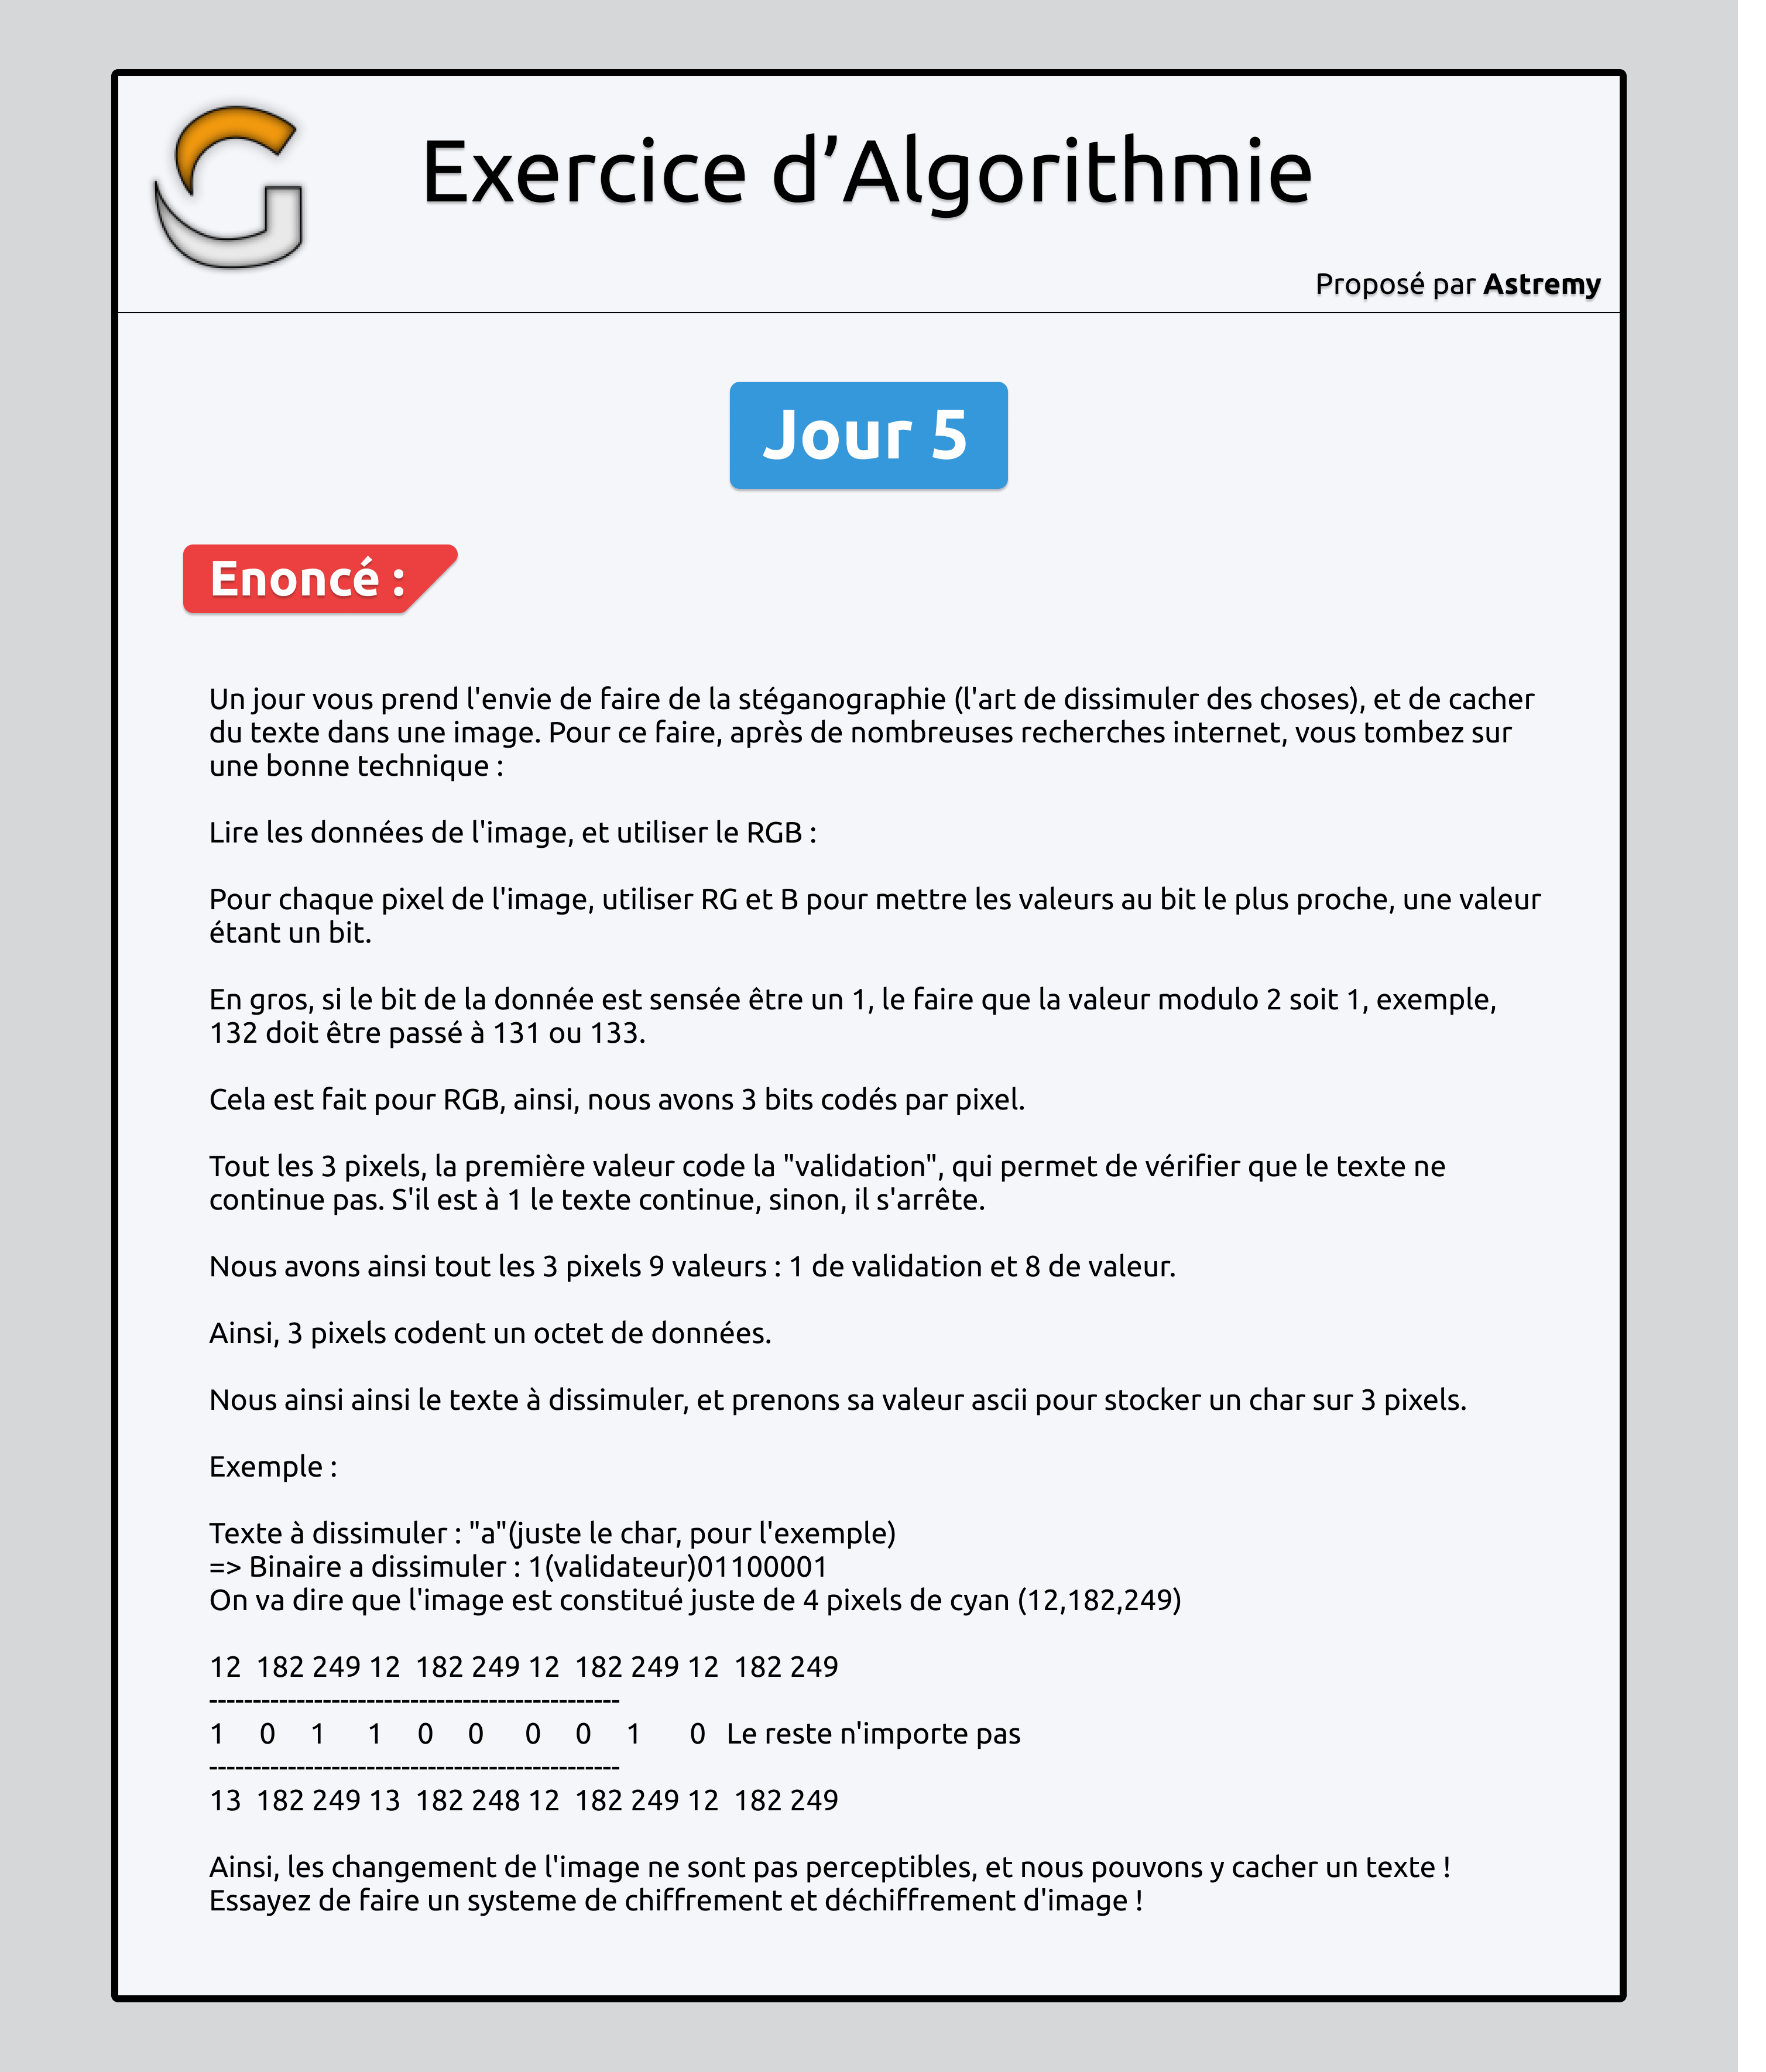 Exercice d’Algorithmie
Proposé par Astremy
Jour 5
Enoncé :
Un jour vous prend l'envie de faire de la stéganographie (l'art de dissimuler des choses), et de cacher
du texte dans une image. Pour ce faire, après de nombreuses recherches internet, vous tombez sur
une bonne technique :
Lire les données de l'image, et utiliser le RGB :
Pour chaque pixel de l'image, utiliser RG et B pour mettre les valeurs au bit le plus proche, une valeur
étant un bit.
En gros, si le bit de la donnée est sensée être un 1, le faire que la valeur modulo 2 soit 1, exemple,
132 doit être passé à 131 ou 133.
Cela est fait pour RGB, ainsi, nous avons 3 bits codés par pixel.
Tout les 3 pixels, la première valeur code la "validation", qui permet de vérifier que le texte ne
continue pas. S'il est à 1 le texte continue, sinon, il s'arrête.
Nous avons ainsi tout les 3 pixels 9 valeurs : 1 de validation et 8 de valeur.
Ainsi, 3 pixels codent un octet de données.
Nous ainsi ainsi le texte à dissimuler, et prenons sa valeur ascii pour stocker un char sur 3 pixels.
Exemple :
Texte à dissimuler : "a"(juste le char, pour l'exemple)
=> Binaire a dissimuler : 1(validateur)01100001
On va dire que l'image est constitué juste de 4 pixels de cyan (12,182,249)
12 182 249 12 182 249 12 182 249 12 182 249
-----------------------------------------------
1 0 1 1 0 0 0 0 1 0 Le reste n'importe pas
-----------------------------------------------
13 182 249 13 182 248 12 182 249 12 182 249
Ainsi, les changement de l'image ne sont pas perceptibles, et nous pouvons y cacher un texte !
Essayez de faire un systeme de chiffrement et déchiffrement d'image !